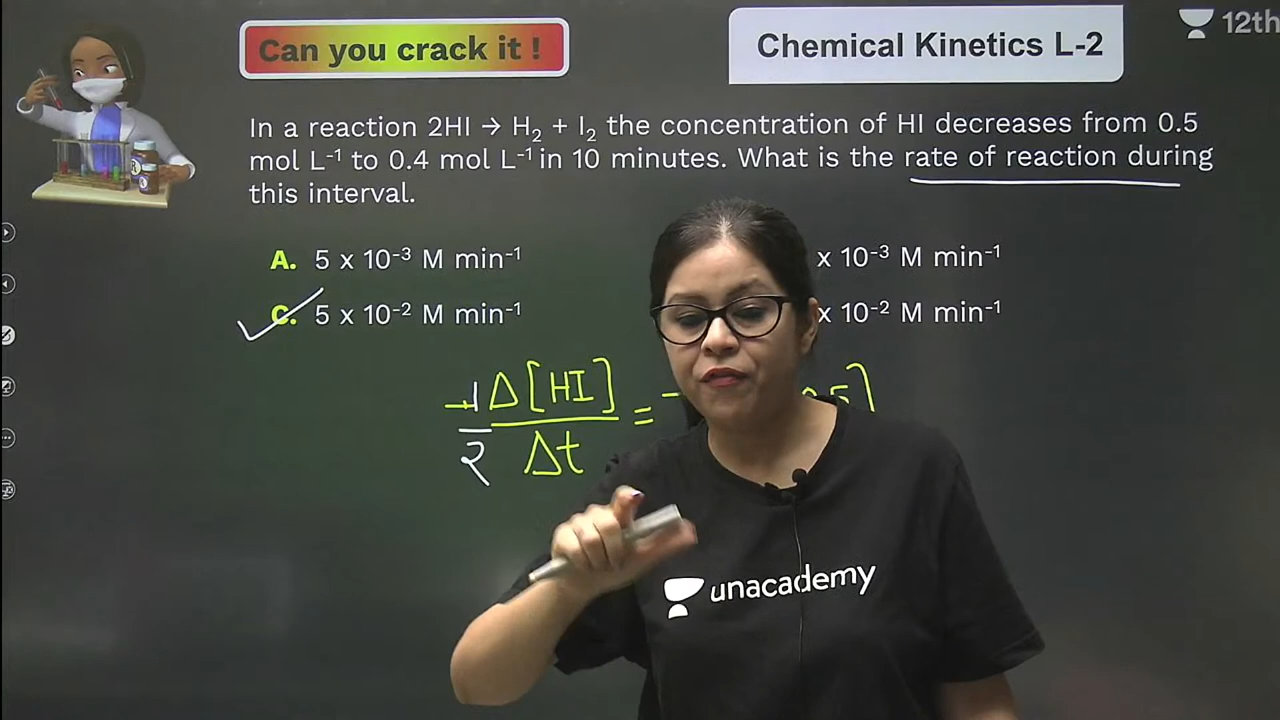 Can you crack it !
Chemical Kinetics L-2
12th
In a reaction 2HI → H₂ + I₂ the concentration of HI decreases from 0.5
mol L⁻¹ to 0.4 mol L⁻¹ in 10 minutes. What is the rate of reaction during
this interval.
A. 5 x 10⁻³ M min⁻¹
x 10⁻³ M min⁻¹
C. 5 x 10⁻² M min⁻¹
x 10⁻² M min⁻¹
-1 Δ[HI] = -
2 Δt
5]
unacademy